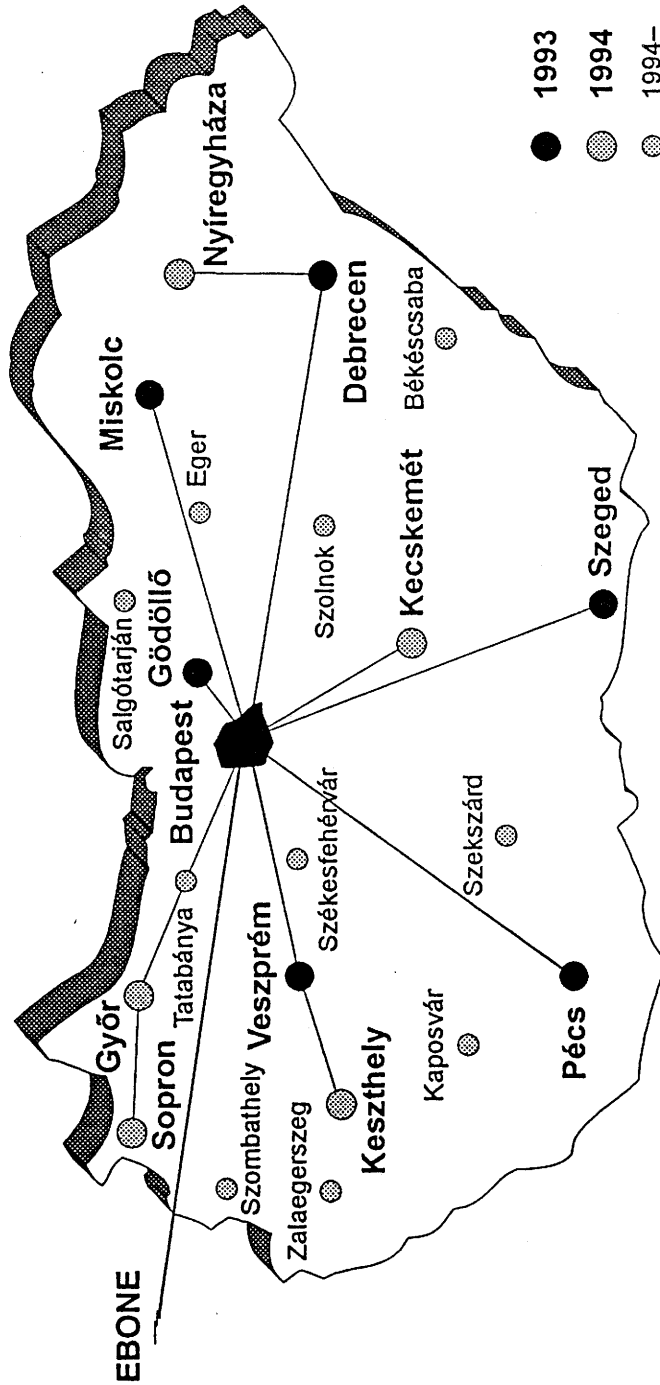 EBONE
Sopron
Győr
Tatabánya
Budapest
Gödöllő
Salgótarján
Miskolc
Eger
Nyíregyháza
Debrecen
Szombathely
Zalaegerszeg
Keszthely
Veszprém
Székesfehérvár
Szolnok
Kecskemét
Békéscsaba
Kaposvár
Szekszárd
Pécs
Szeged
1993
1994
1994–